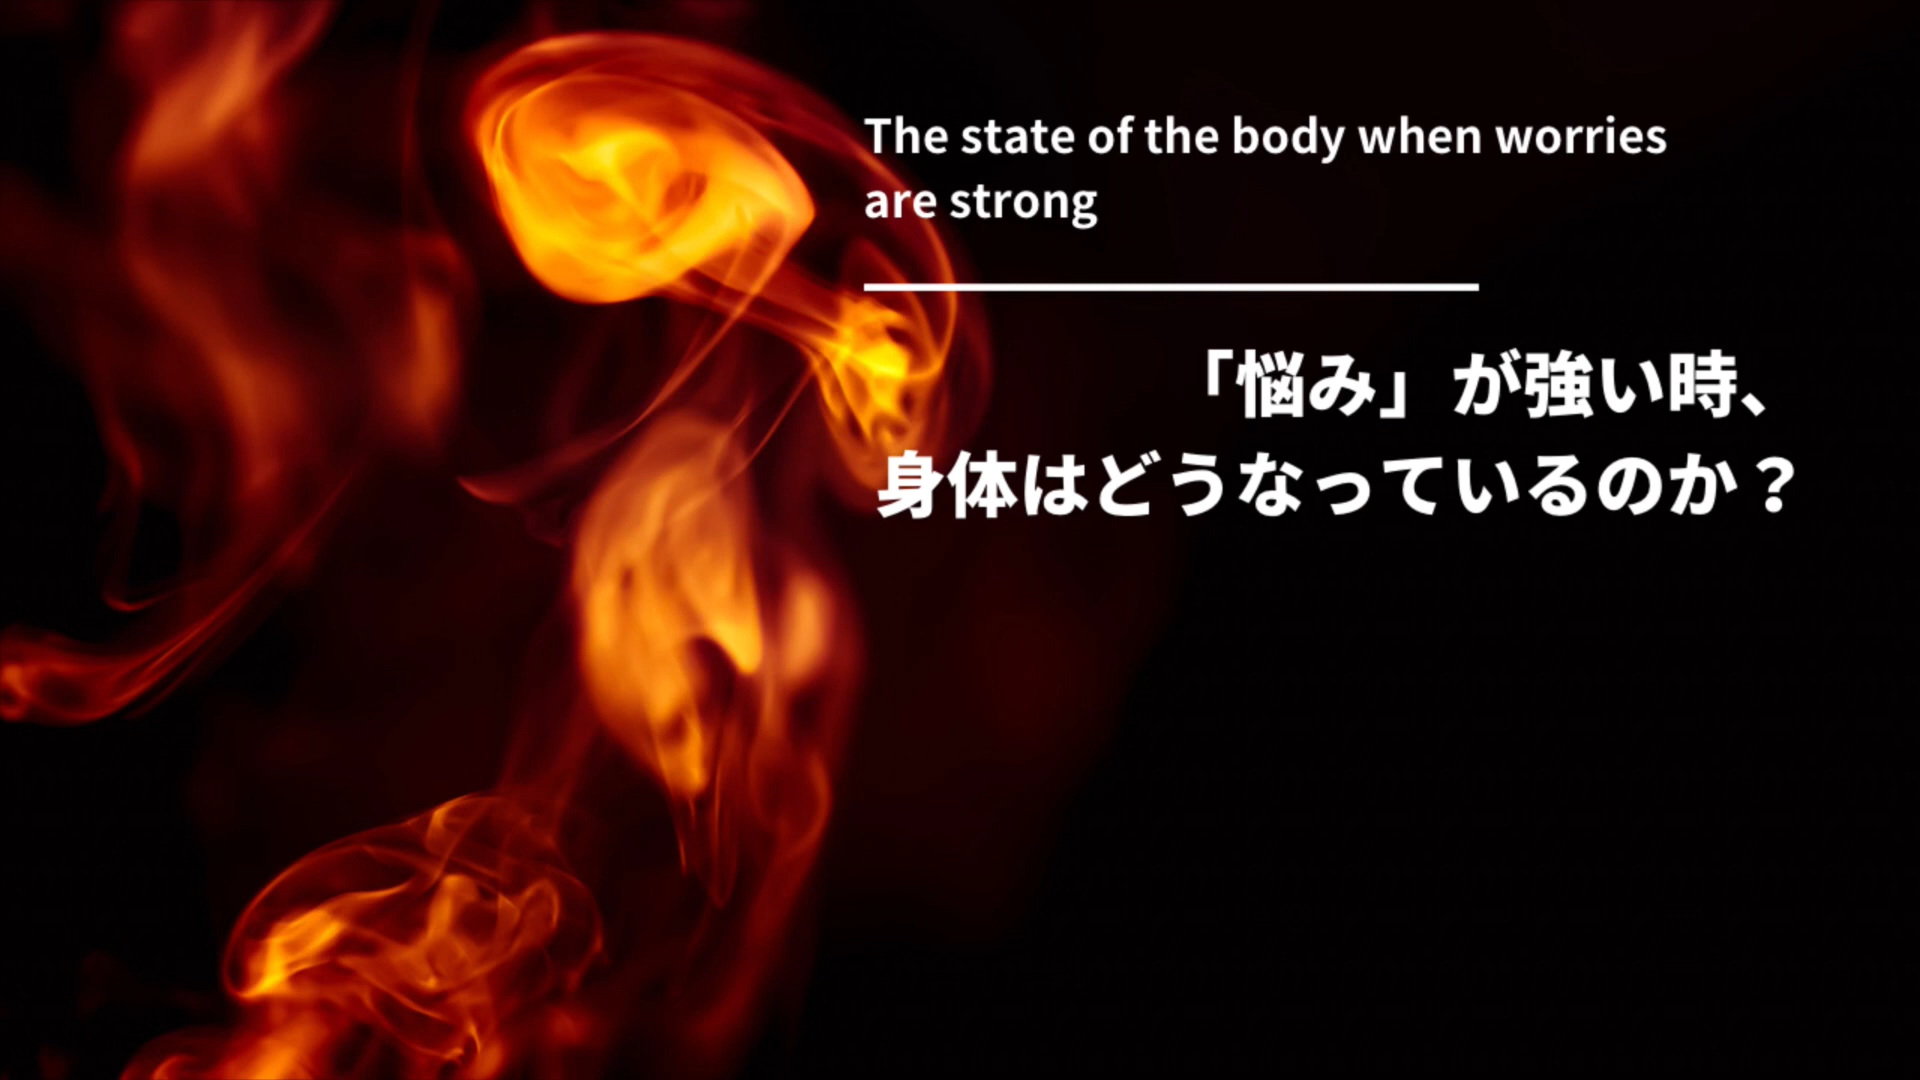 The state of the body when worries
are strong
「悩み」が強い時、
身体はどうなっているのか？